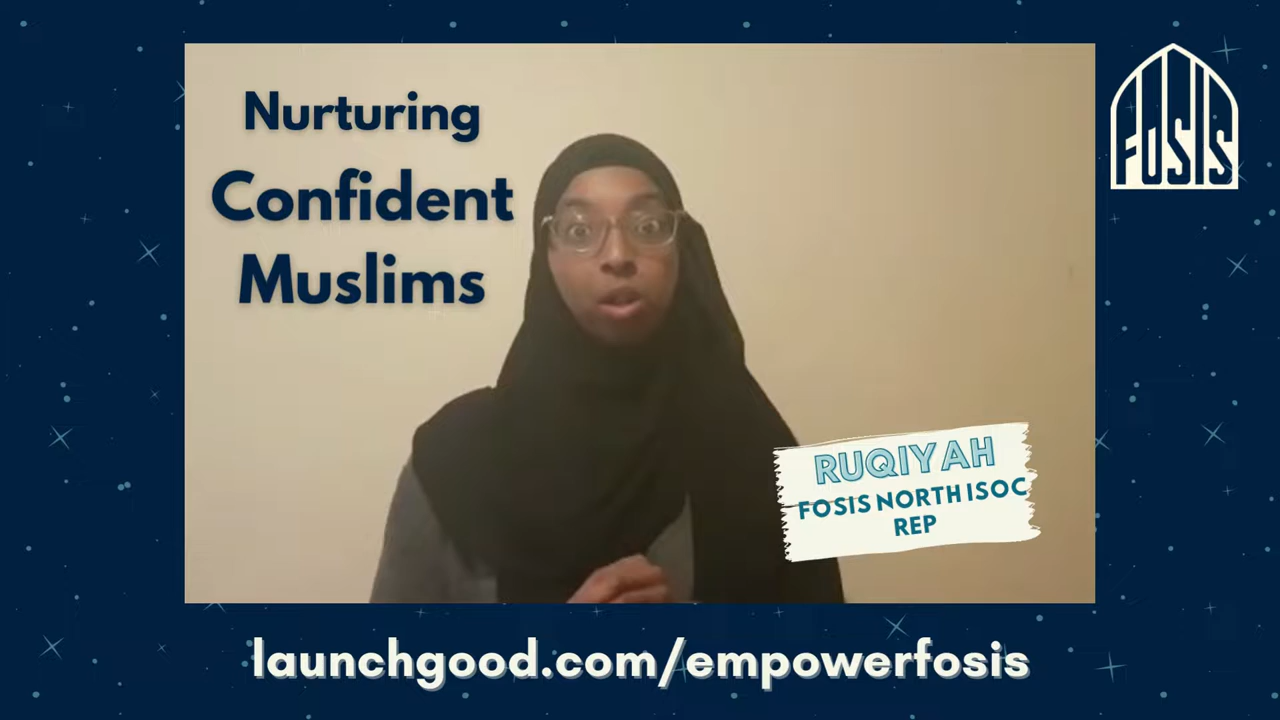 Nurturing
Confident
Muslims
FOSIS
RUQIYAH
FOSIS NORTH ISOC
REP
launchgood.com/empowerfosis